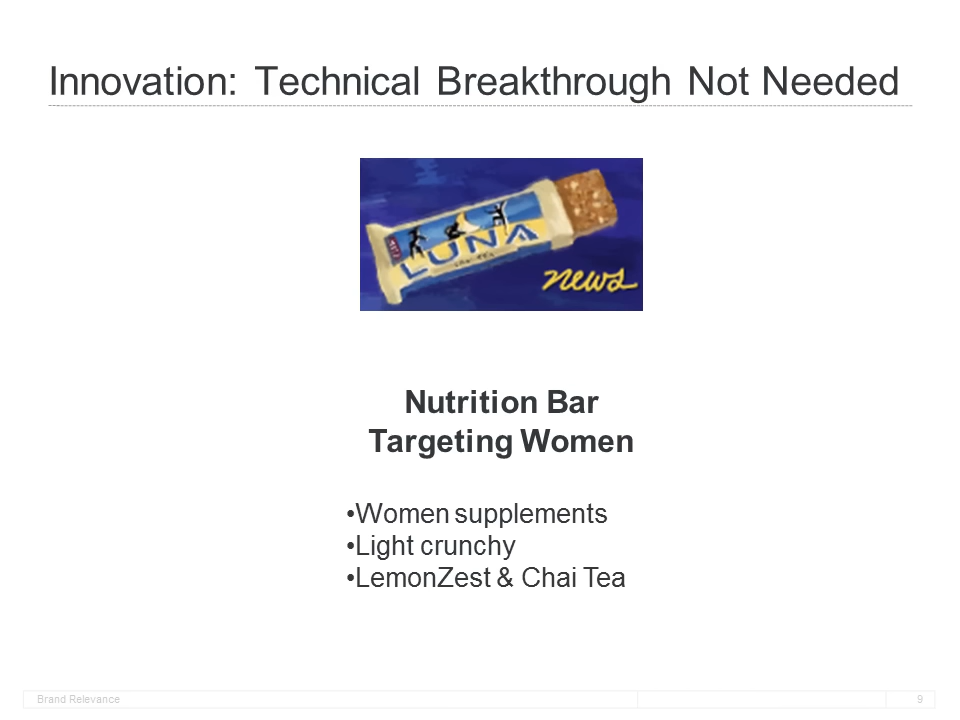 Innovation: Technical Breakthrough Not Needed
LUNA
news
Nutrition Bar
Targeting Women
•Women supplements
•Light crunchy
•LemonZest & Chai Tea
Brand Relevance 9